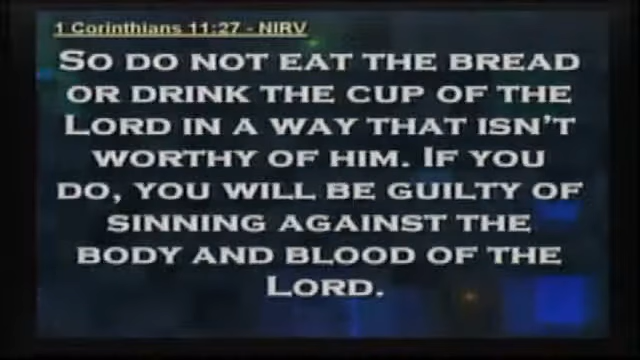 1 Corinthians 11:27 - NIRV
So do not eat the bread
or drink the cup of the
Lord in a way that isn't
worthy of him. If you
do, you will be guilty of
sinning against the
body and blood of the
Lord.